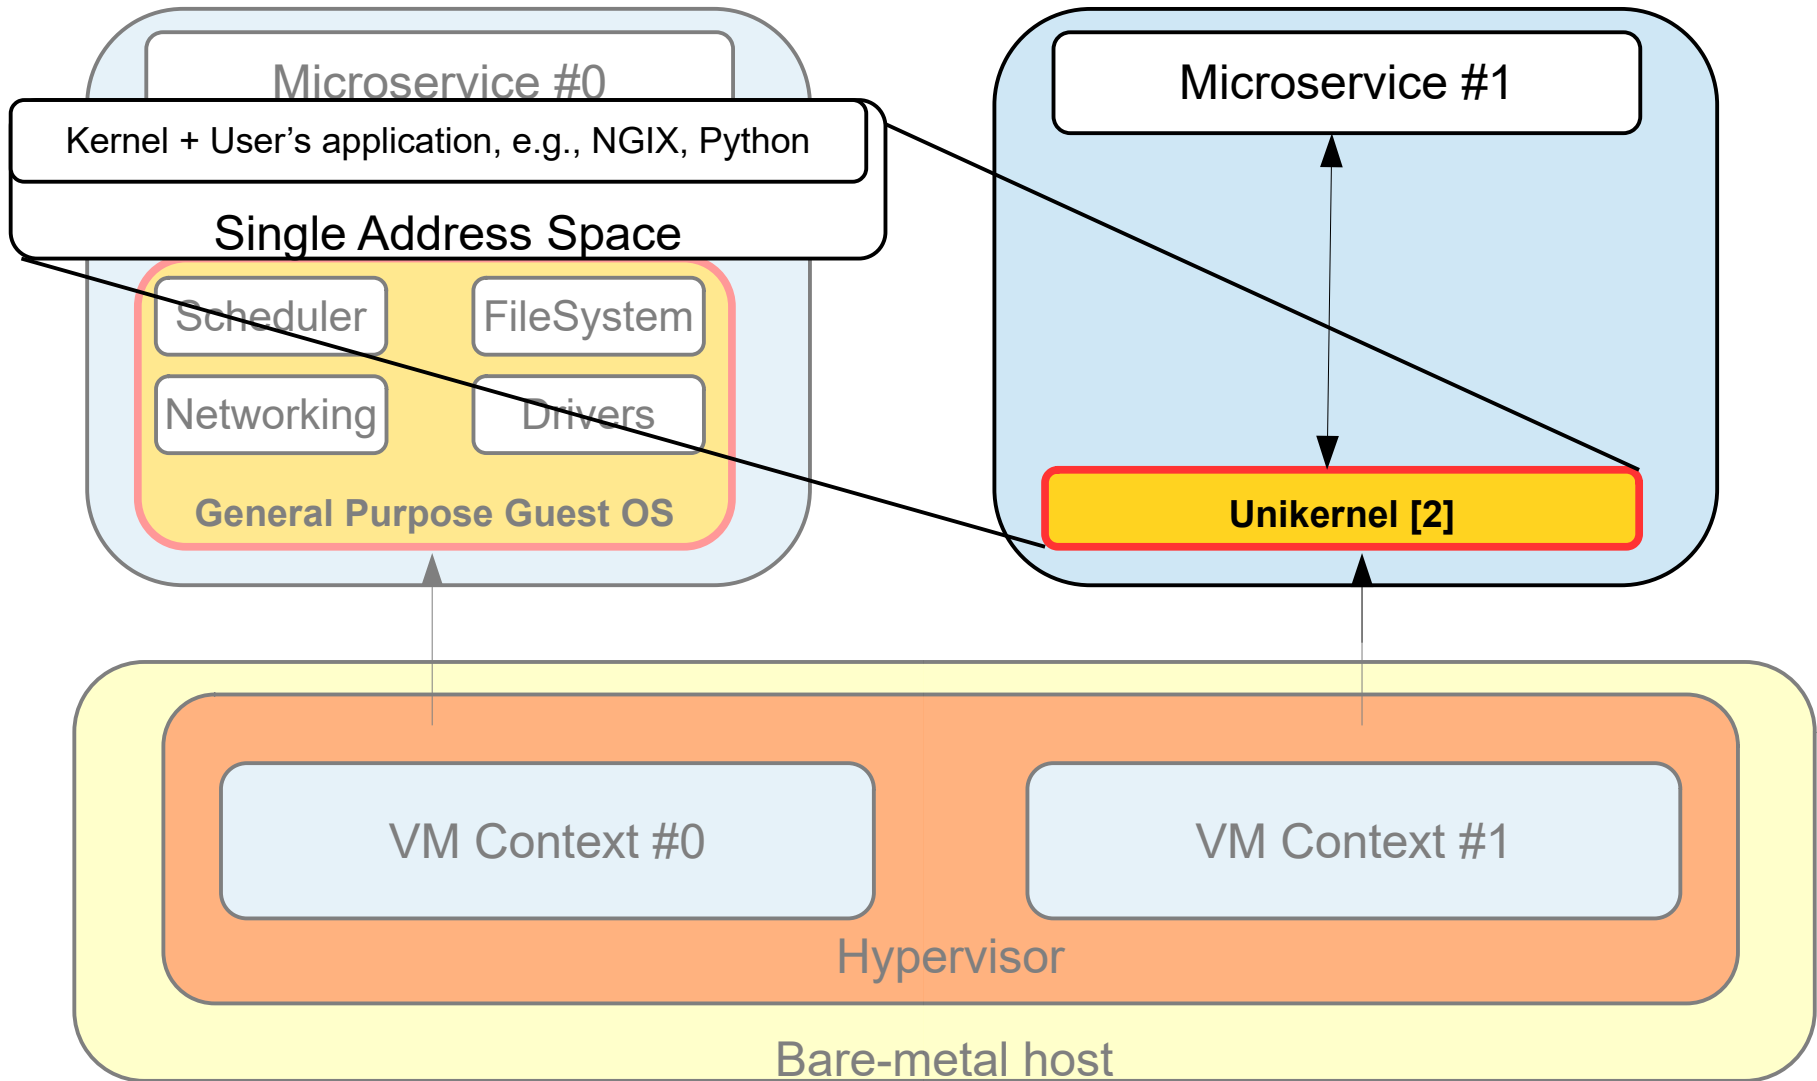 Microservice #0
Microservice #1
Kernel + User’s application, e.g., NGIX, Python
Single Address Space
Scheduler
FileSystem
Networking
Drivers
General Purpose Guest OS
Unikernel [2]
VM Context #0
VM Context #1
Hypervisor
Bare-metal host